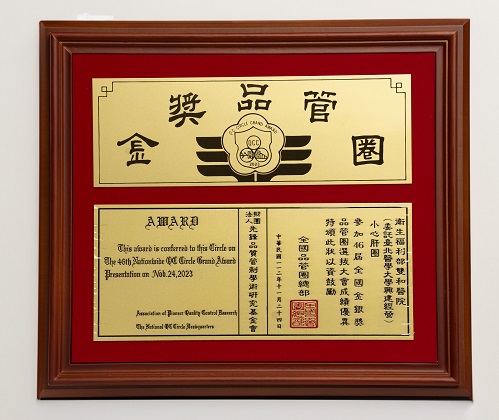 金獎品管圈
QC CIRCLE GRAND AWARD
QCC
AWARD
This award is conferred to this Circle on
The 46th Nationwide QC Circle Grand Award
Presentation on Nov.24,2023
Association of Pioneer Quality Control Research
The National QC Circle Headquarters
衛生福利部雙和醫院
(委託臺北醫學大學興建經營)
小心肝圈
參加46屆全國金銀獎
品管圈選拔大會成績優異
特頒此狀以資鼓勵
全國品管圈總部
中華民國一一二年十一月二十四日
財團法人先鋒品質管制學術研究基金會